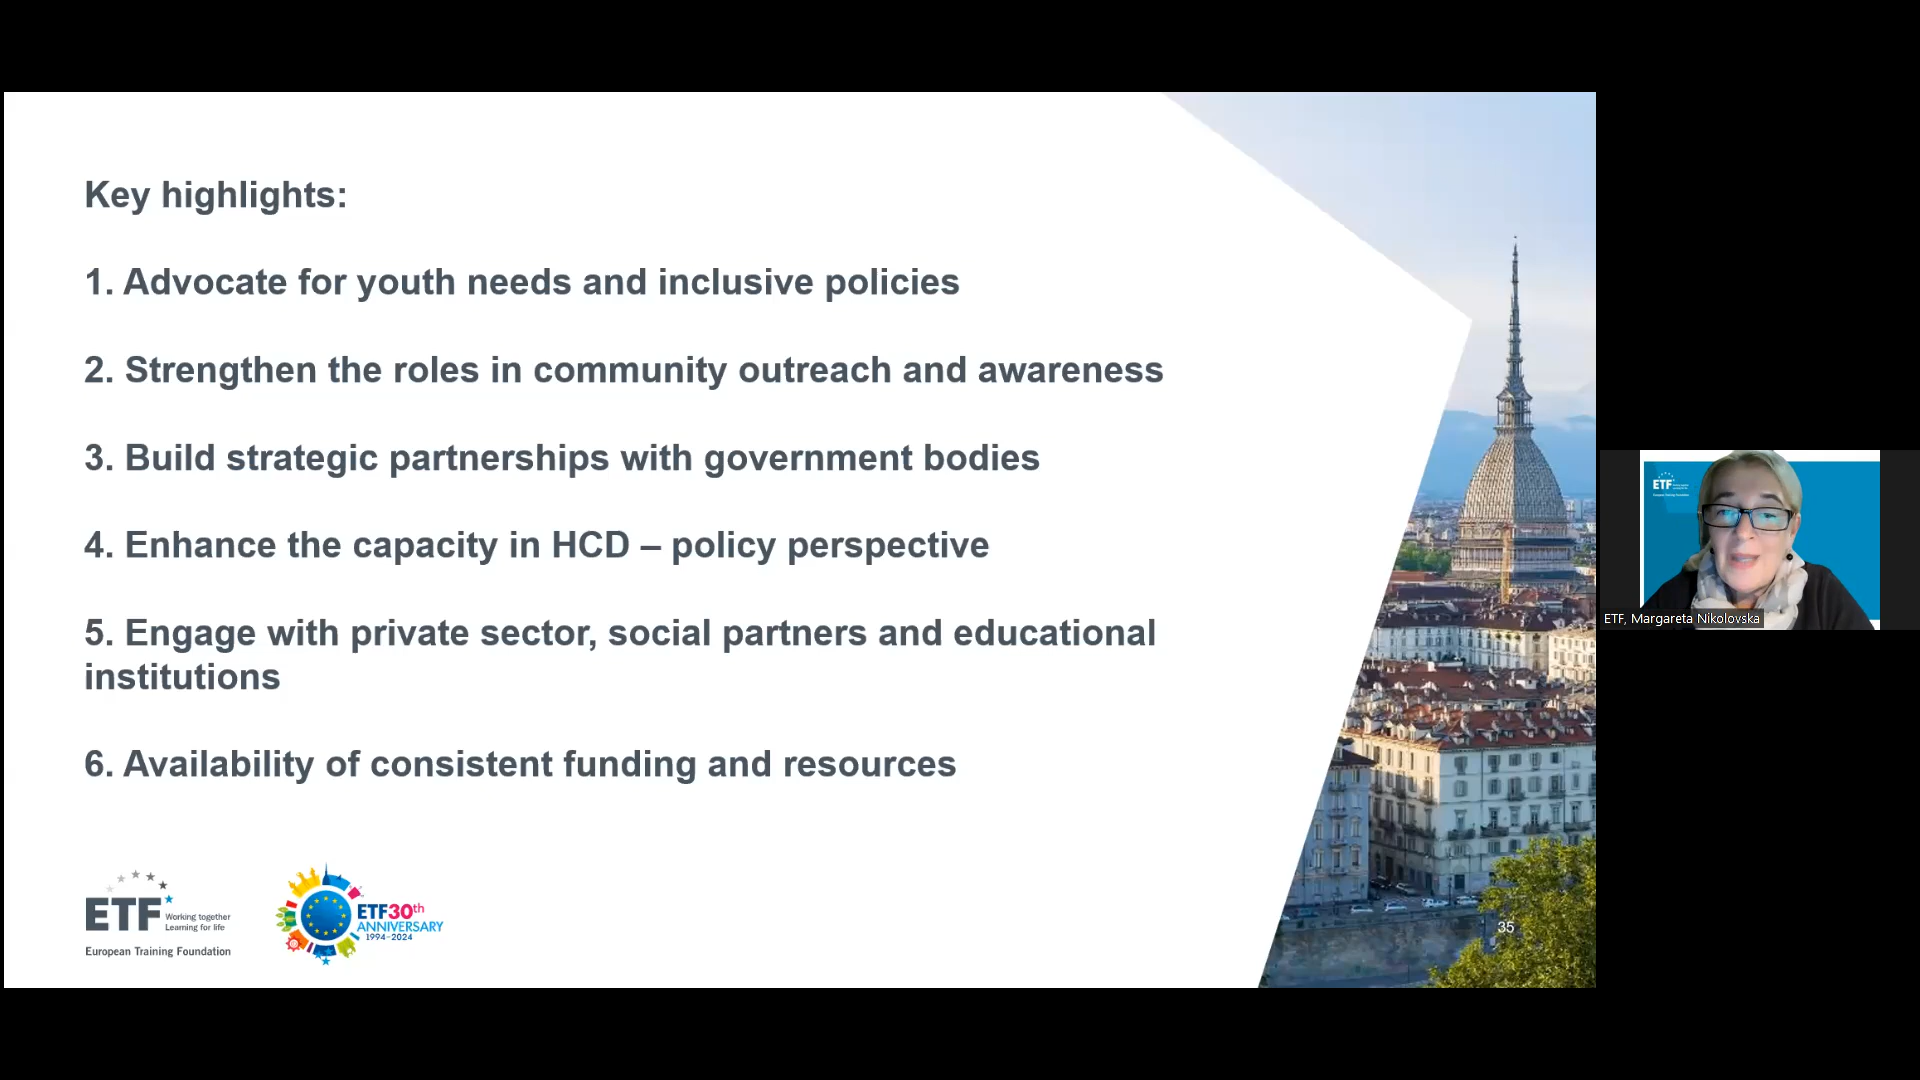 Key highlights:
1. Advocate for youth needs and inclusive policies
2. Strengthen the roles in community outreach and awareness
3. Build strategic partnerships with government bodies
4. Enhance the capacity in HCD – policy perspective
5. Engage with private sector, social partners and educational
institutions
6. Availability of consistent funding and resources
ETF
Working together
Learning for life
European Training Foundation
ETF30th
ANNIVERSARY
1994-2024
35
ETF
ETF, Margareta Nikolovska